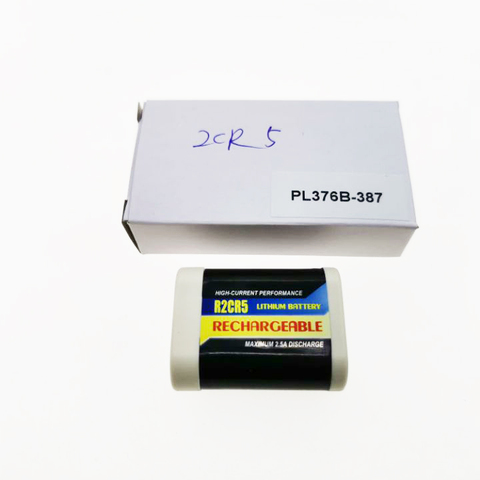 2CR5
PL376B-387
HIGH-CURRENT PERFORMANCE
R2CR5 LITHIUM BATTERY
RECHARGEABLE
MAXIMUM 2.5A DISCHARGE